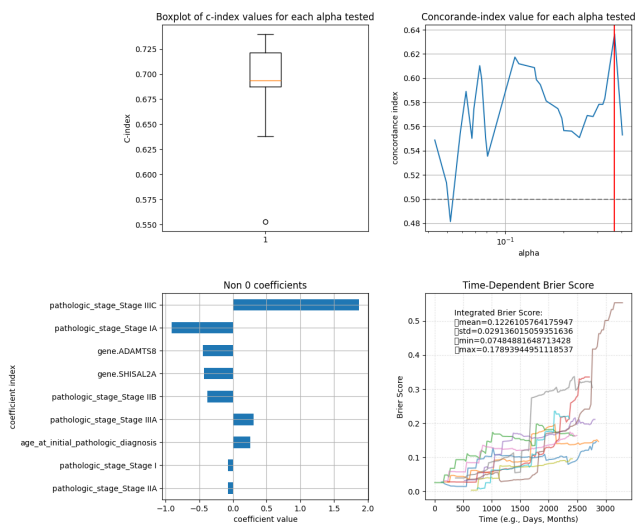 Boxplot of c-index values for each alpha tested
0.725
0.700
0.675
0.650
0.625
0.600
0.575
0.550
C-index
1
Concorande-index value for each alpha tested
0.64
0.62
0.60
0.58
0.56
0.54
0.52
0.50
0.48
concordance index
10⁻¹
alpha
Non 0 coefficients
pathologic_stage_Stage IIIC
pathologic_stage_Stage IA
gene.ADAMTS8
gene.SHISAL2A
pathologic_stage_Stage IIB
pathologic_stage_Stage IIIA
age_at_initial_pathologic_diagnosis
pathologic_stage_Stage I
pathologic_stage_Stage IIA
coefficient index
−1.0 −0.5 0.0 0.5 1.0 1.5 2.0
coefficient value
Time-Dependent Brier Score
Integrated Brier Score:
mean=0.1226105764175947
std=0.029136015059351636
min=0.07484881648713428
max=0.17893944951118537
0.5
0.4
0.3
0.2
0.1
0.0
Brier Score
0 500 1000 1500 2000 2500 3000
Time (e.g., Days, Months)